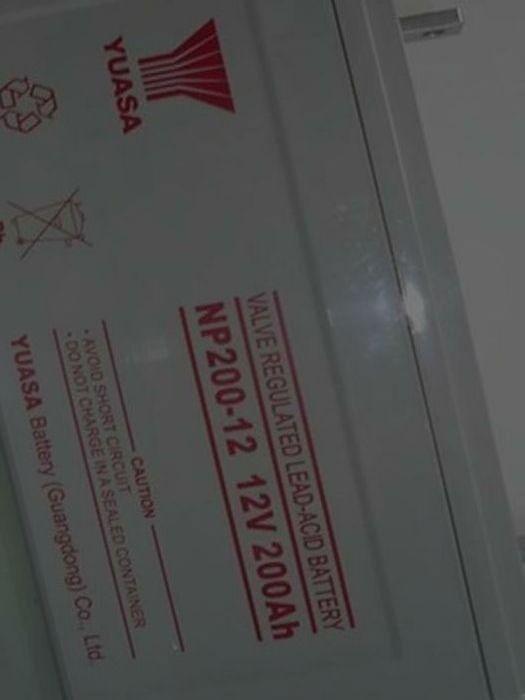 YUASA
VALVE REGULATED LEAD-ACID BATTERY
NP200-12 12V 200Ah
CAUTION
· AVOID SHORT CIRCUIT
· DO NOT CHARGE IN A SEALED CONTAINER
YUASA Battery (Guangdong) Co., Ltd.
Pb